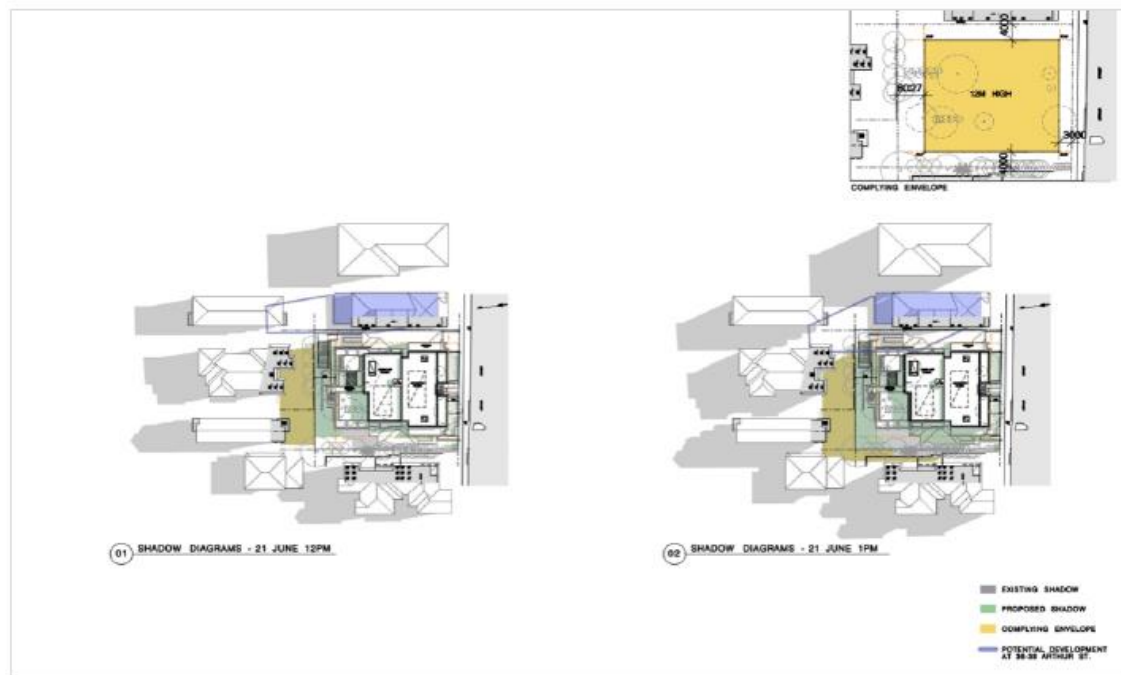 4000
8027
12M HIGH
3000
4000
COMPLYING ENVELOPE
01 SHADOW DIAGRAMS - 21 JUNE 12PM
02 SHADOW DIAGRAMS - 21 JUNE 1PM
EXISTING SHADOW
PROPOSED SHADOW
COMPLYING ENVELOPE
POTENTIAL DEVELOPMENT
AT 36-38 ARTHUR ST.